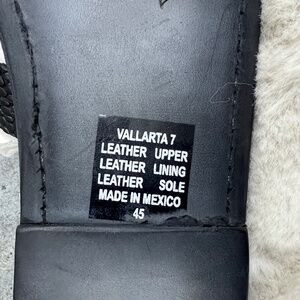 VALLARTA 7
LEATHER UPPER
LEATHER LINING
LEATHER SOLE
MADE IN MEXICO
45